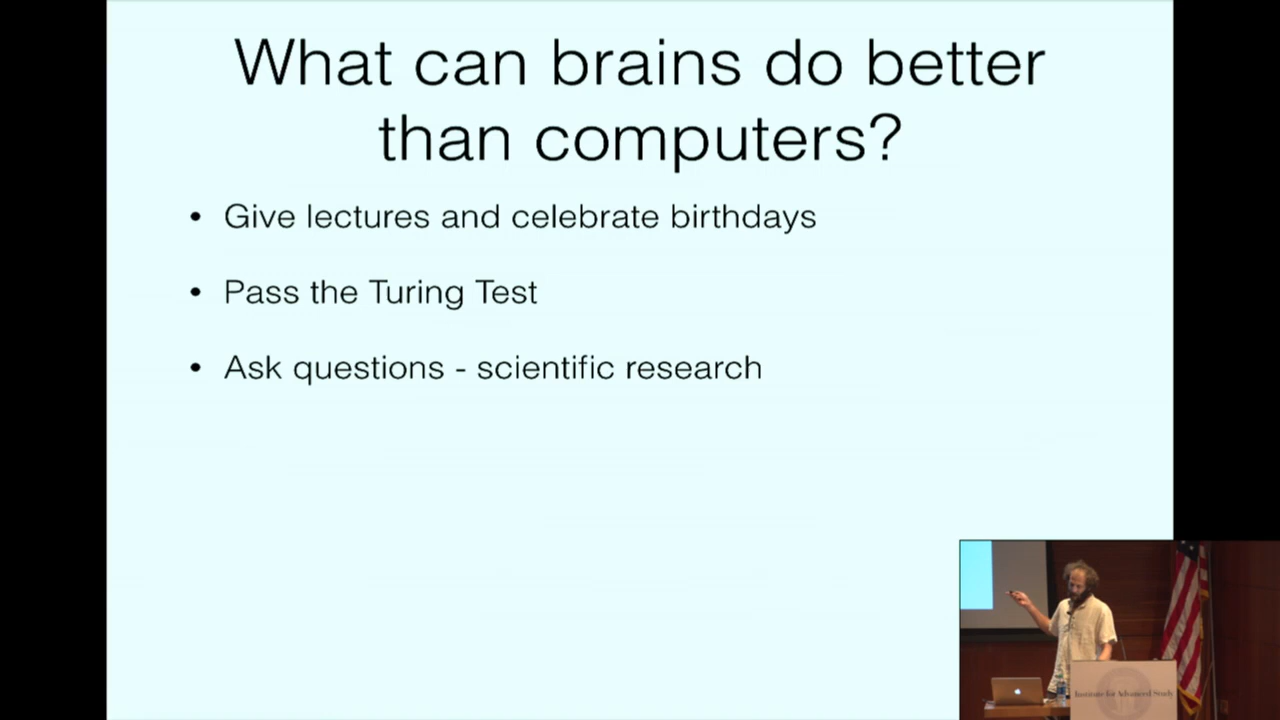 What can brains do better
than computers?
• Give lectures and celebrate birthdays
• Pass the Turing Test
• Ask questions - scientific research
Institute for Advanced Study